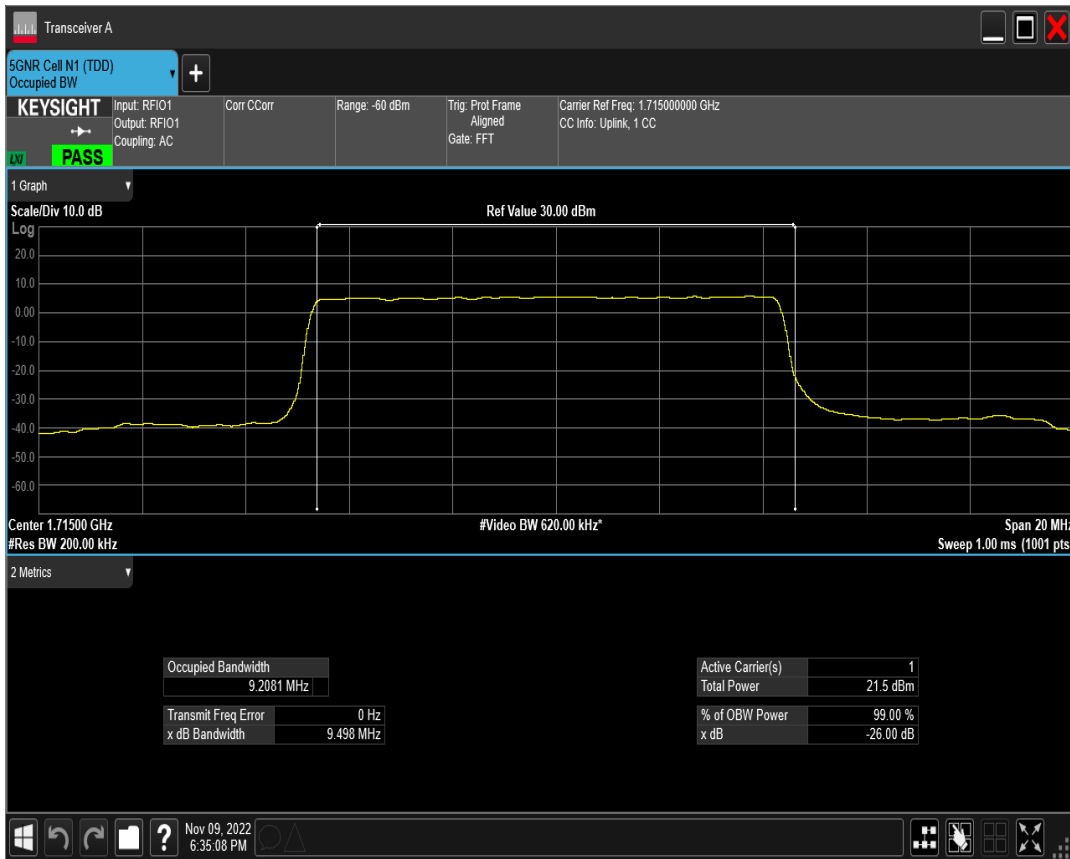 Transceiver A
5GNR Cell N1 (TDD)
Occupied BW
+
KEYSIGHT
LXI
PASS
Input: RFIO1
Output: RFIO1
Coupling: AC
Corr CCorr
Range: -60 dBm
Trig: Prot Frame
Aligned
Gate: FFT
Carrier Ref Freq: 1.715000000 GHz
CC Info: Uplink, 1 CC
1 Graph
Scale/Div 10.0 dB
Ref Value 30.00 dBm
Log
20.0
10.0
0.00
-10.0
-20.0
-30.0
-40.0
-50.0
-60.0
Center 1.71500 GHz
#Video BW 620.00 kHz*
Span 20 MHz
#Res BW 200.00 kHz
Sweep 1.00 ms (1001 pts
2 Metrics
Occupied Bandwidth
9.2081 MHz
Transmit Freq Error 0 Hz
x dB Bandwidth 9.498 MHz
Active Carrier(s) 1
Total Power 21.5 dBm
% of OBW Power 99.00 %
x dB -26.00 dB
?
Nov 09, 2022
6:35:08 PM